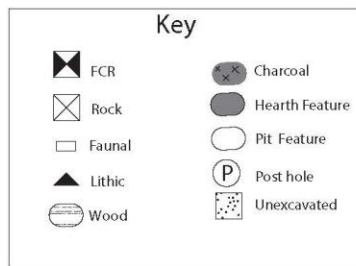 Key
FCR
Rock
Faunal
Lithic
Wood
Charcoal
Hearth Feature
Pit Feature
P
Post hole
Unexcavated